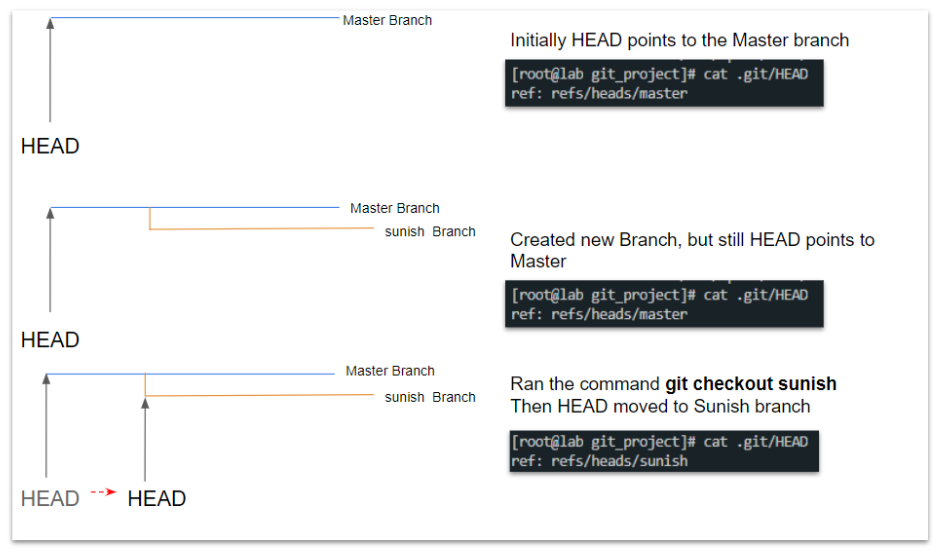 Master Branch
Initially HEAD points to the Master branch
[root@lab git_project]# cat .git/HEAD
ref: refs/heads/master
HEAD
Master Branch
sunish Branch
Created new Branch, but still HEAD points to
Master
[root@lab git_project]# cat .git/HEAD
ref: refs/heads/master
HEAD
Master Branch
sunish Branch
Ran the command git checkout sunish
Then HEAD moved to Sunish branch
[root@lab git_project]# cat .git/HEAD
ref: refs/heads/sunish
HEAD
HEAD